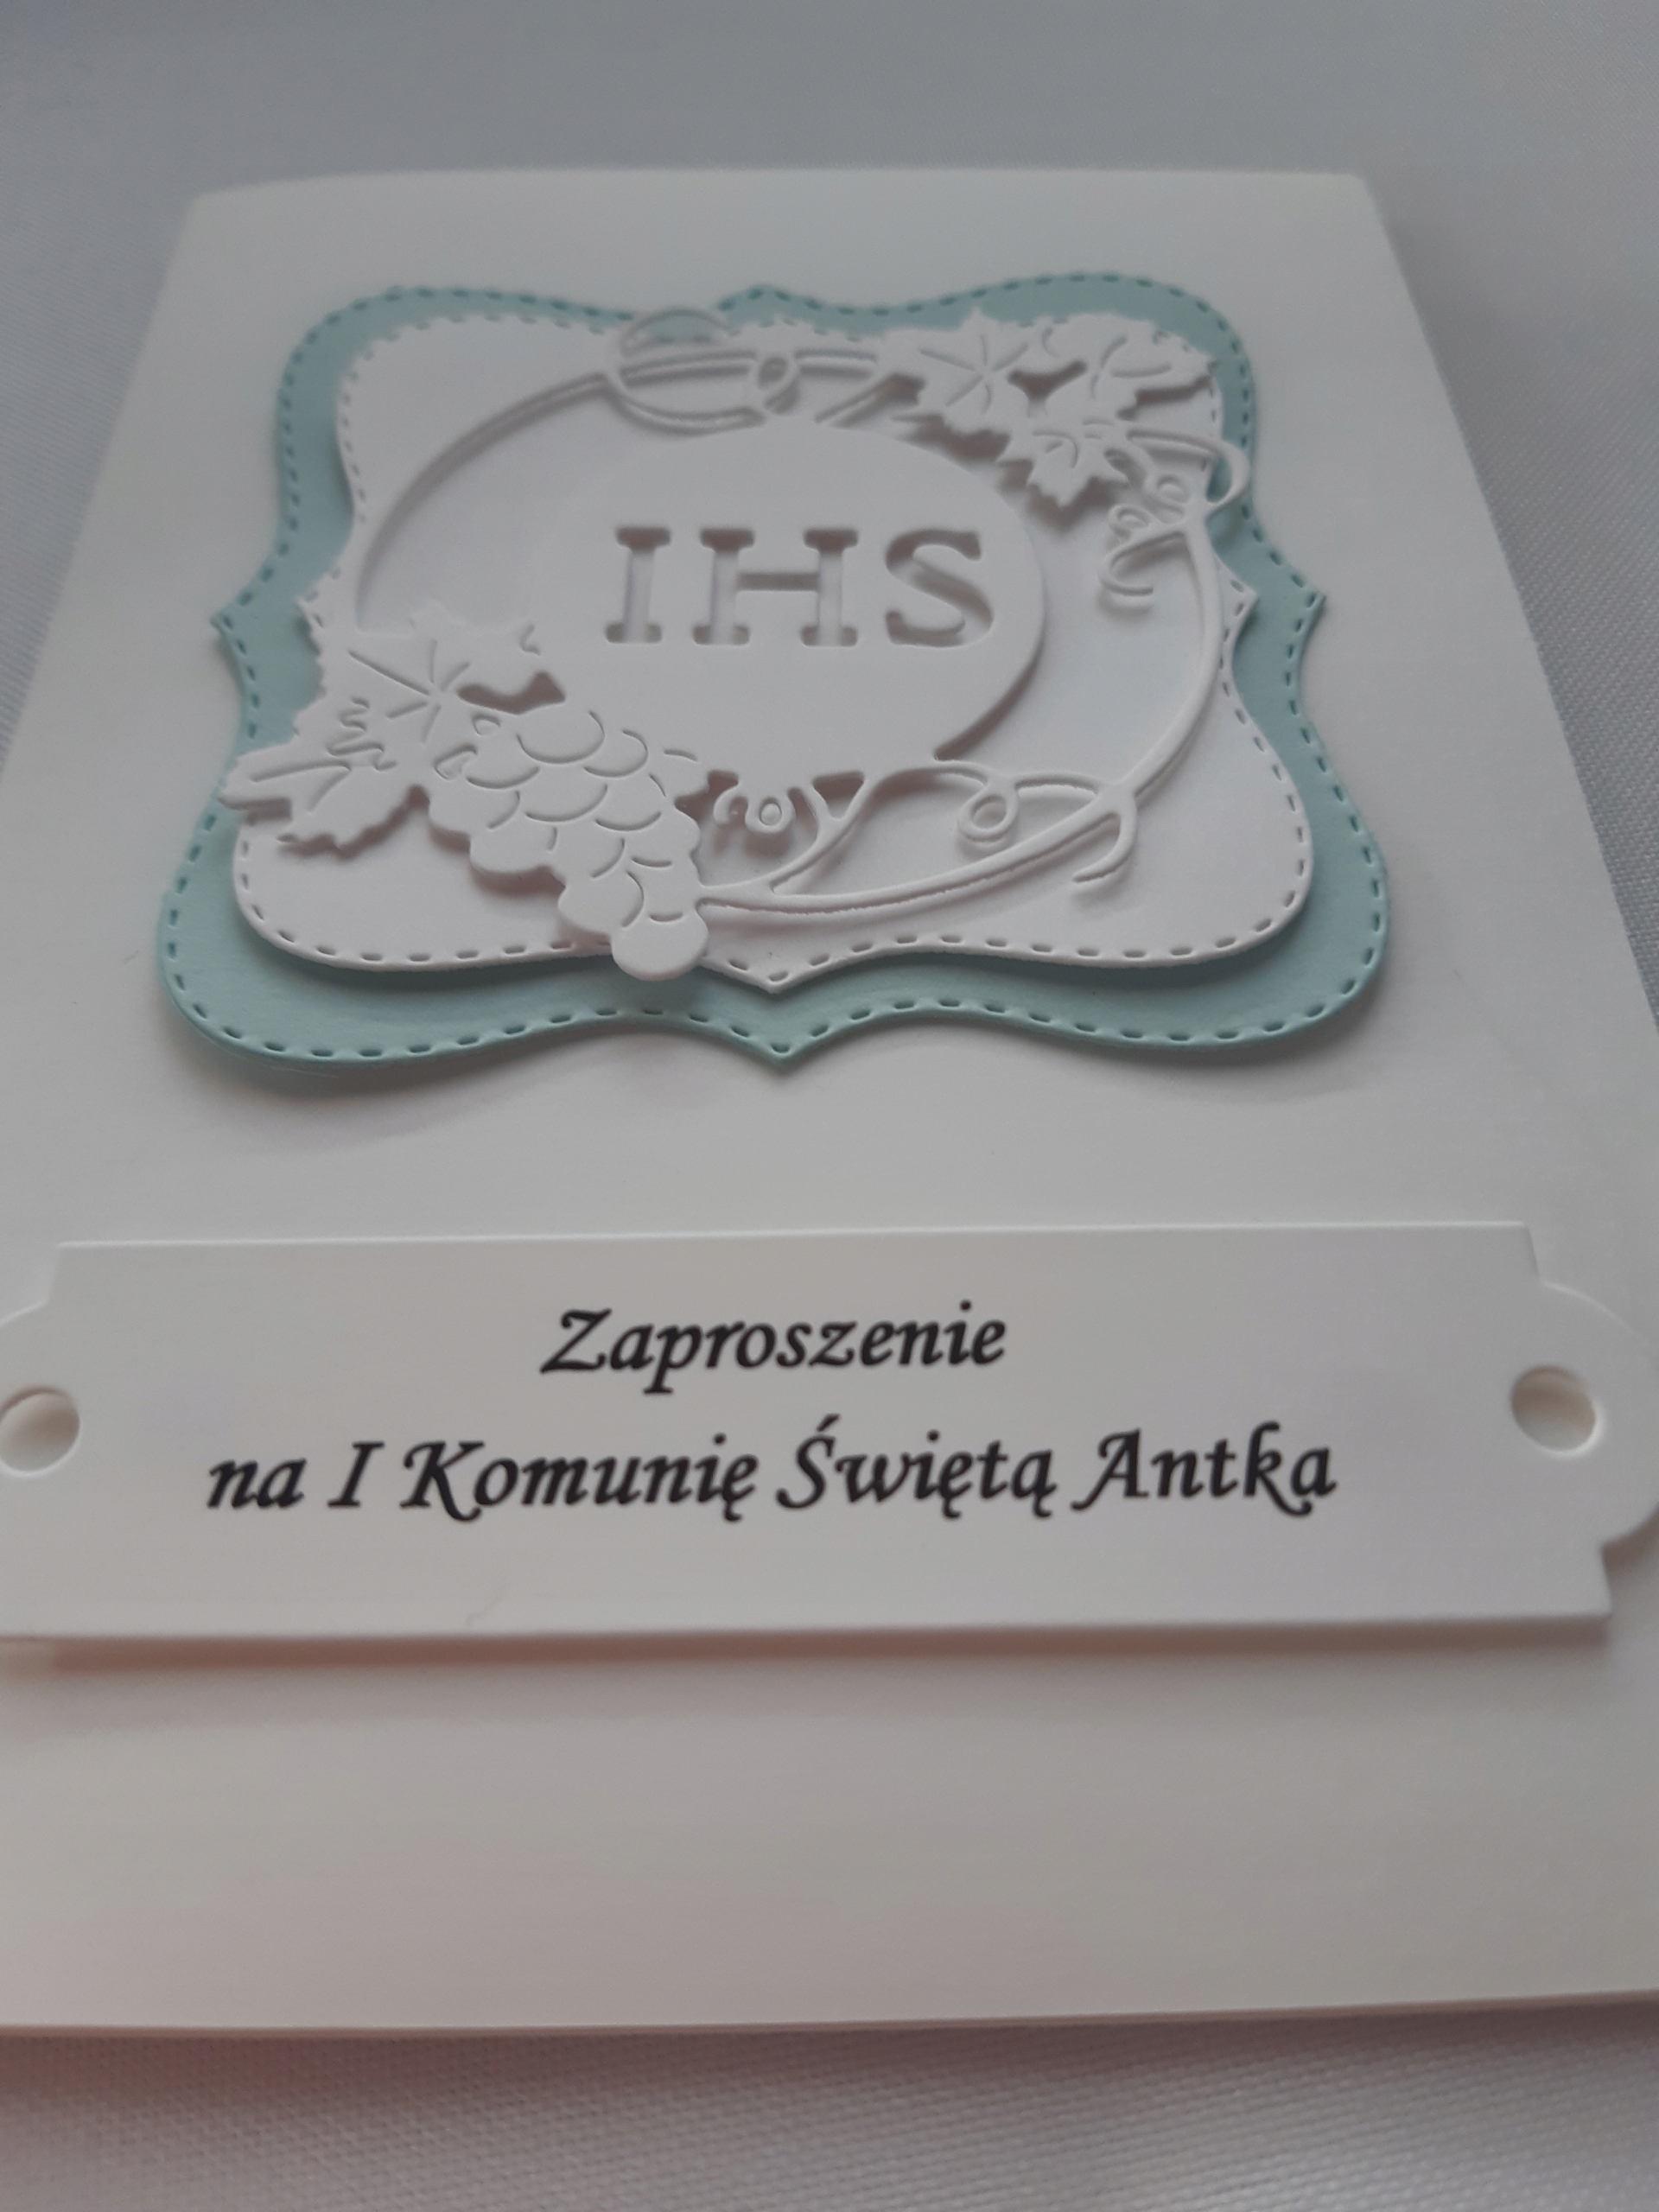 IHS
Zaproszenie
na I Komunię Świętą Antka